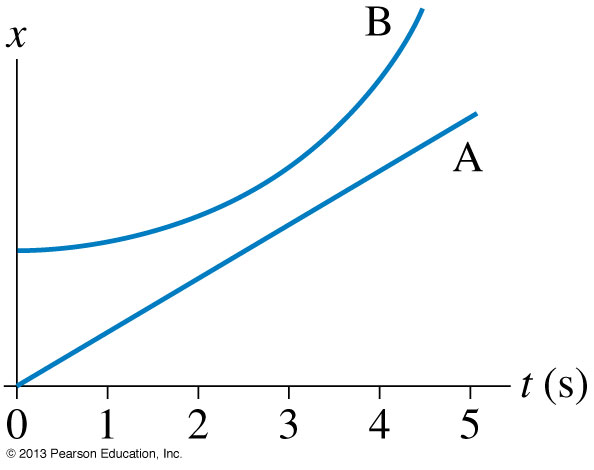 x
B
A
t (s)
0 1 2 3 4 5
© 2013 Pearson Education, Inc.